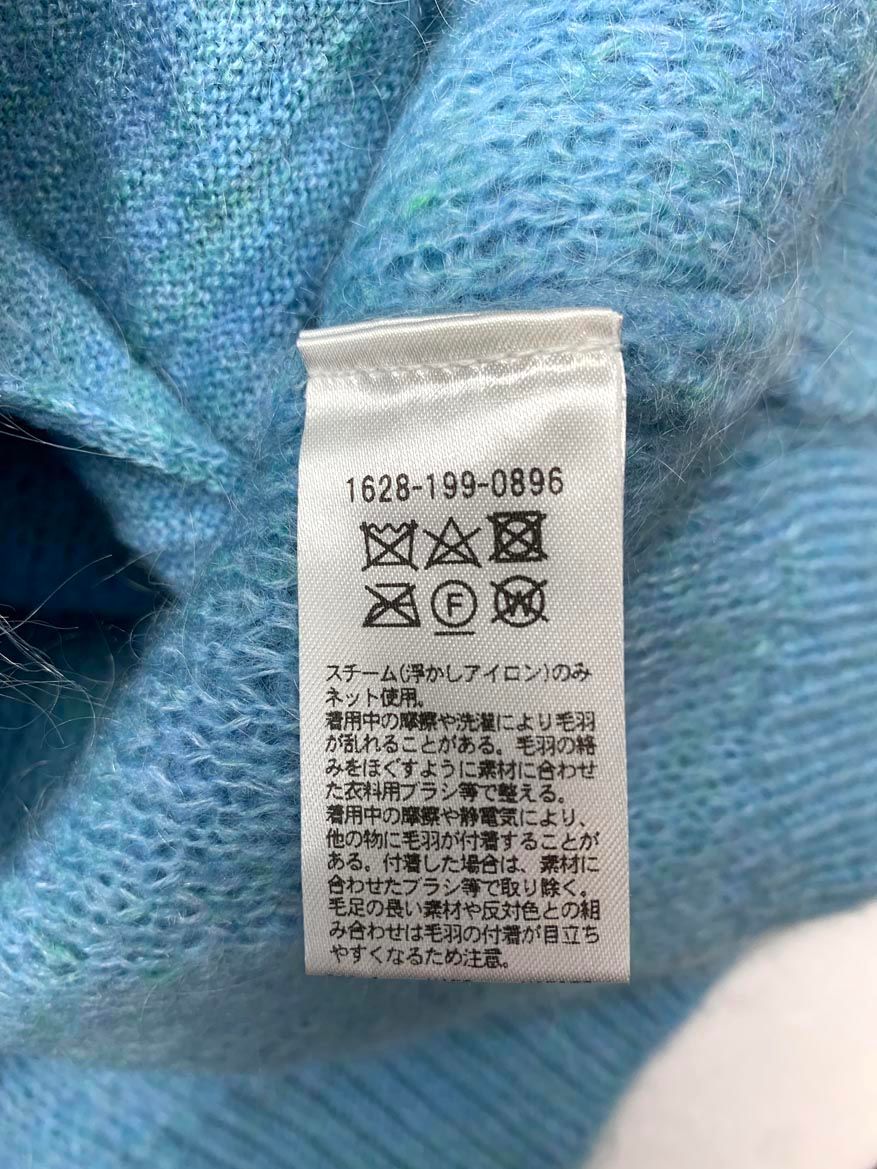 1628-199-0896
F
W
スチーム(浮かしアイロン)のみ
ネット使用。
着用中の摩擦や洗濯により毛羽
が乱れることがある。毛羽の絡
みをほぐすように素材に合わせ
た衣料用ブラシ等で整える。
着用中の摩擦や静電気により、
他の物に毛羽が付着することが
ある。付着した場合は、素材に
合わせたブラシ等で取り除く。
毛足の長い素材や反対色との組
み合わせは毛羽の付着が目立ち
やすくなるため注意。